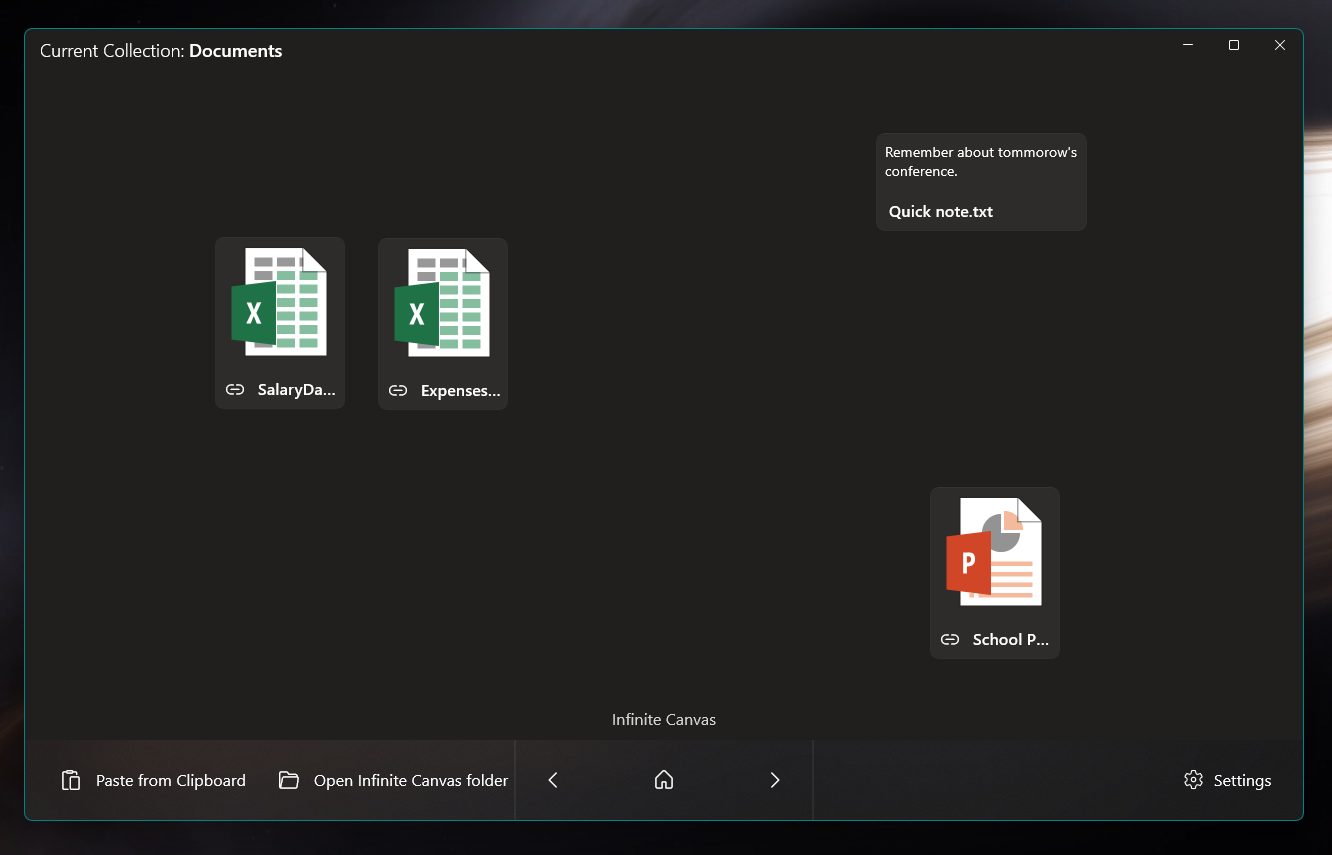 Current Collection: Documents
Remember about tommorow's
conference.
Quick note.txt
X
X
SalaryDa...
Expenses...
P
School P...
Infinite Canvas
Paste from Clipboard
Open Infinite Canvas folder
Settings